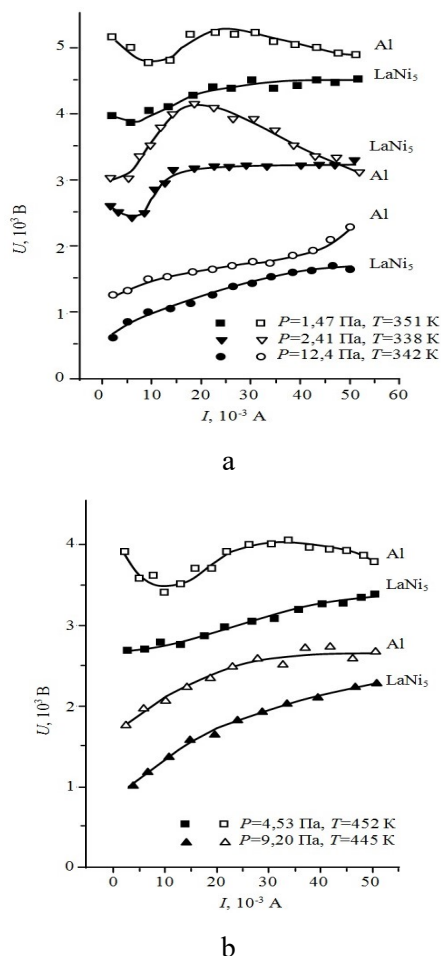 5
4
3
2
1
0
U, 10³ В
Al
LaNi₅
LaNi₅
Al
Al
LaNi₅
P=1,47 Па, T=351 К
P=2,41 Па, T=338 К
P=12,4 Па, T=342 К
0 10 20 30 40 50 60
I, 10⁻³ А
a
4
3
2
1
0
U, 10³ В
Al
LaNi₅
Al
LaNi₅
P=4,53 Па, T=452 К
P=9,20 Па, T=445 К
0 10 20 30 40 50
I, 10⁻³ А
b